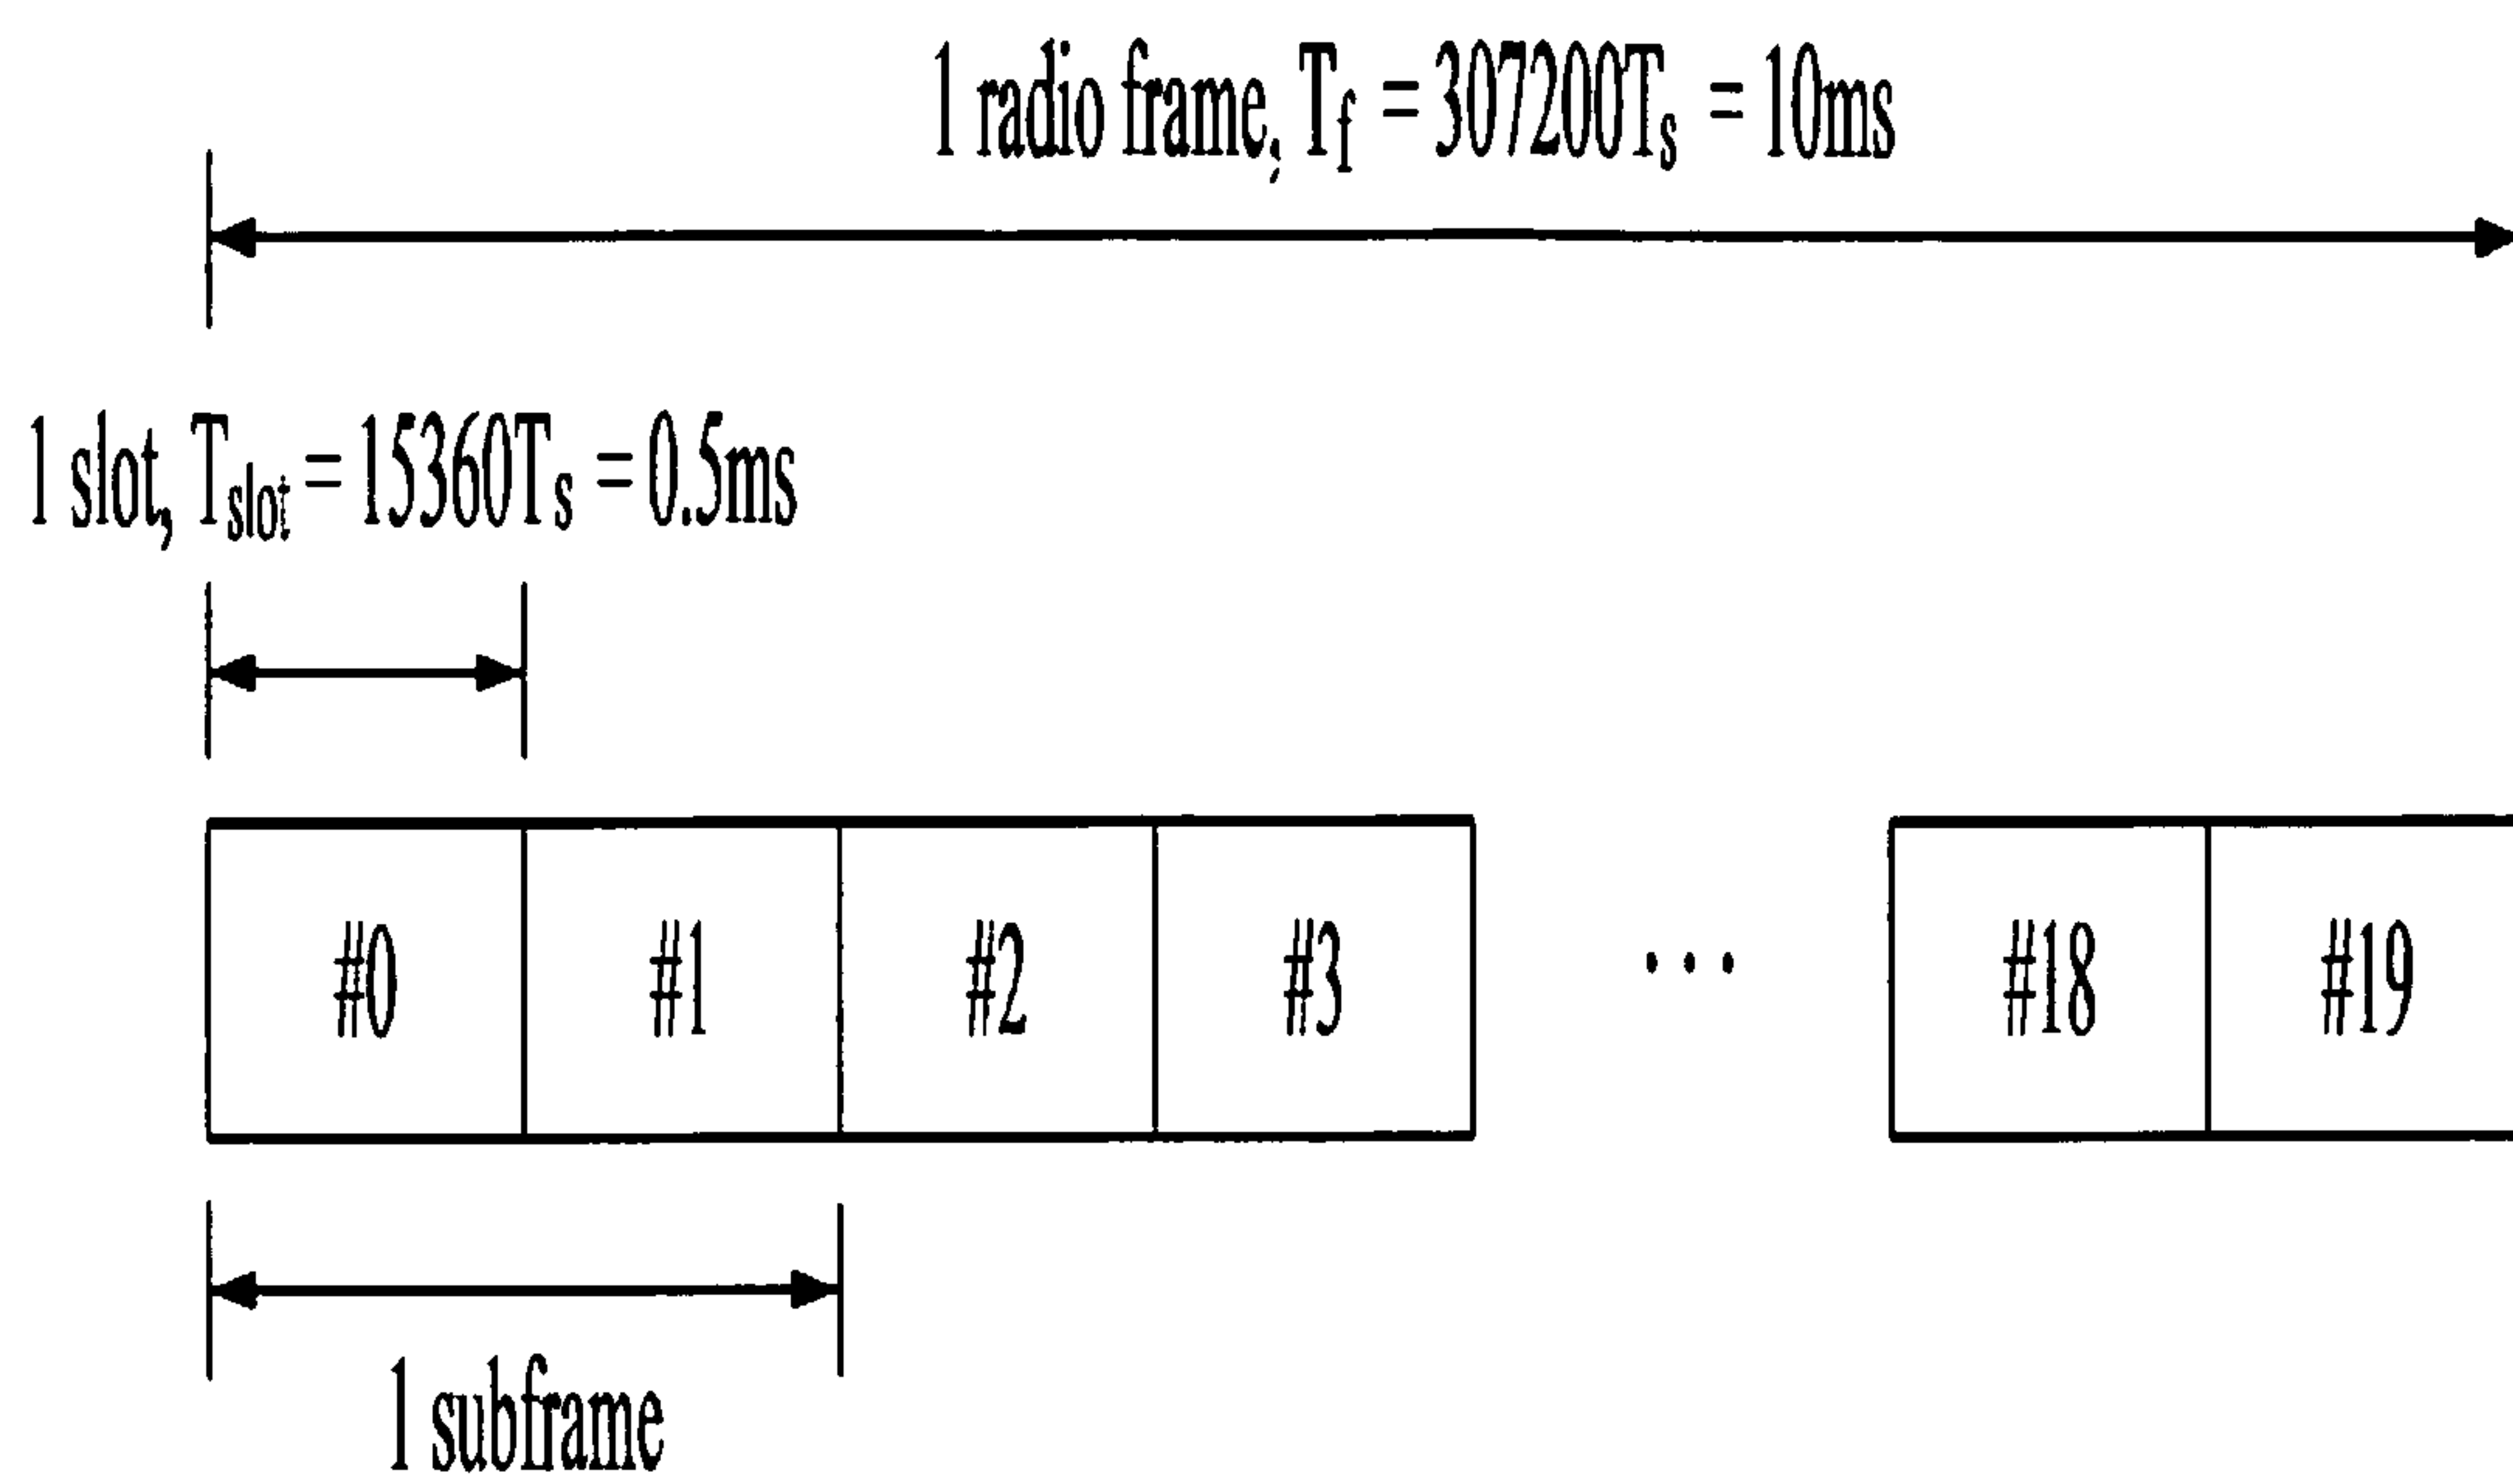 1 radio frame, Tf = 307200Ts = 10ms
1 slot, Tslot = 15360Ts = 0.5ms
#0 #1 #2 #3 ... #18 #19
1 subframe